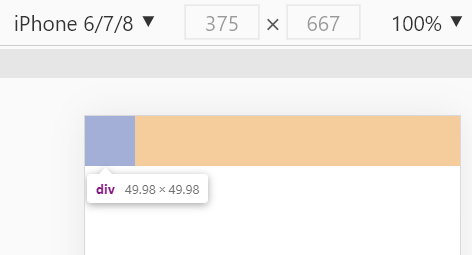 iPhone 6/7/8 ▼ 375 × 667 100% ▼
div 49.98 × 49.98